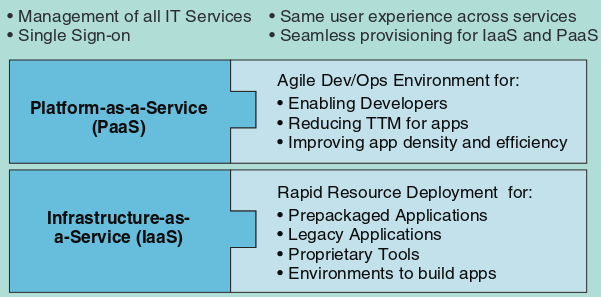 • Management of all IT Services
• Single Sign-on
• Same user experience across services
• Seamless provisioning for IaaS and PaaS
Platform-as-a-Service
(PaaS)
Agile Dev/Ops Environment for:
• Enabling Developers
• Reducing TTM for apps
• Improving app density and efficiency
Infrastructure-as-
a-Service (IaaS)
Rapid Resource Deployment for:
• Prepackaged Applications
• Legacy Applications
• Proprietary Tools
• Environments to build apps